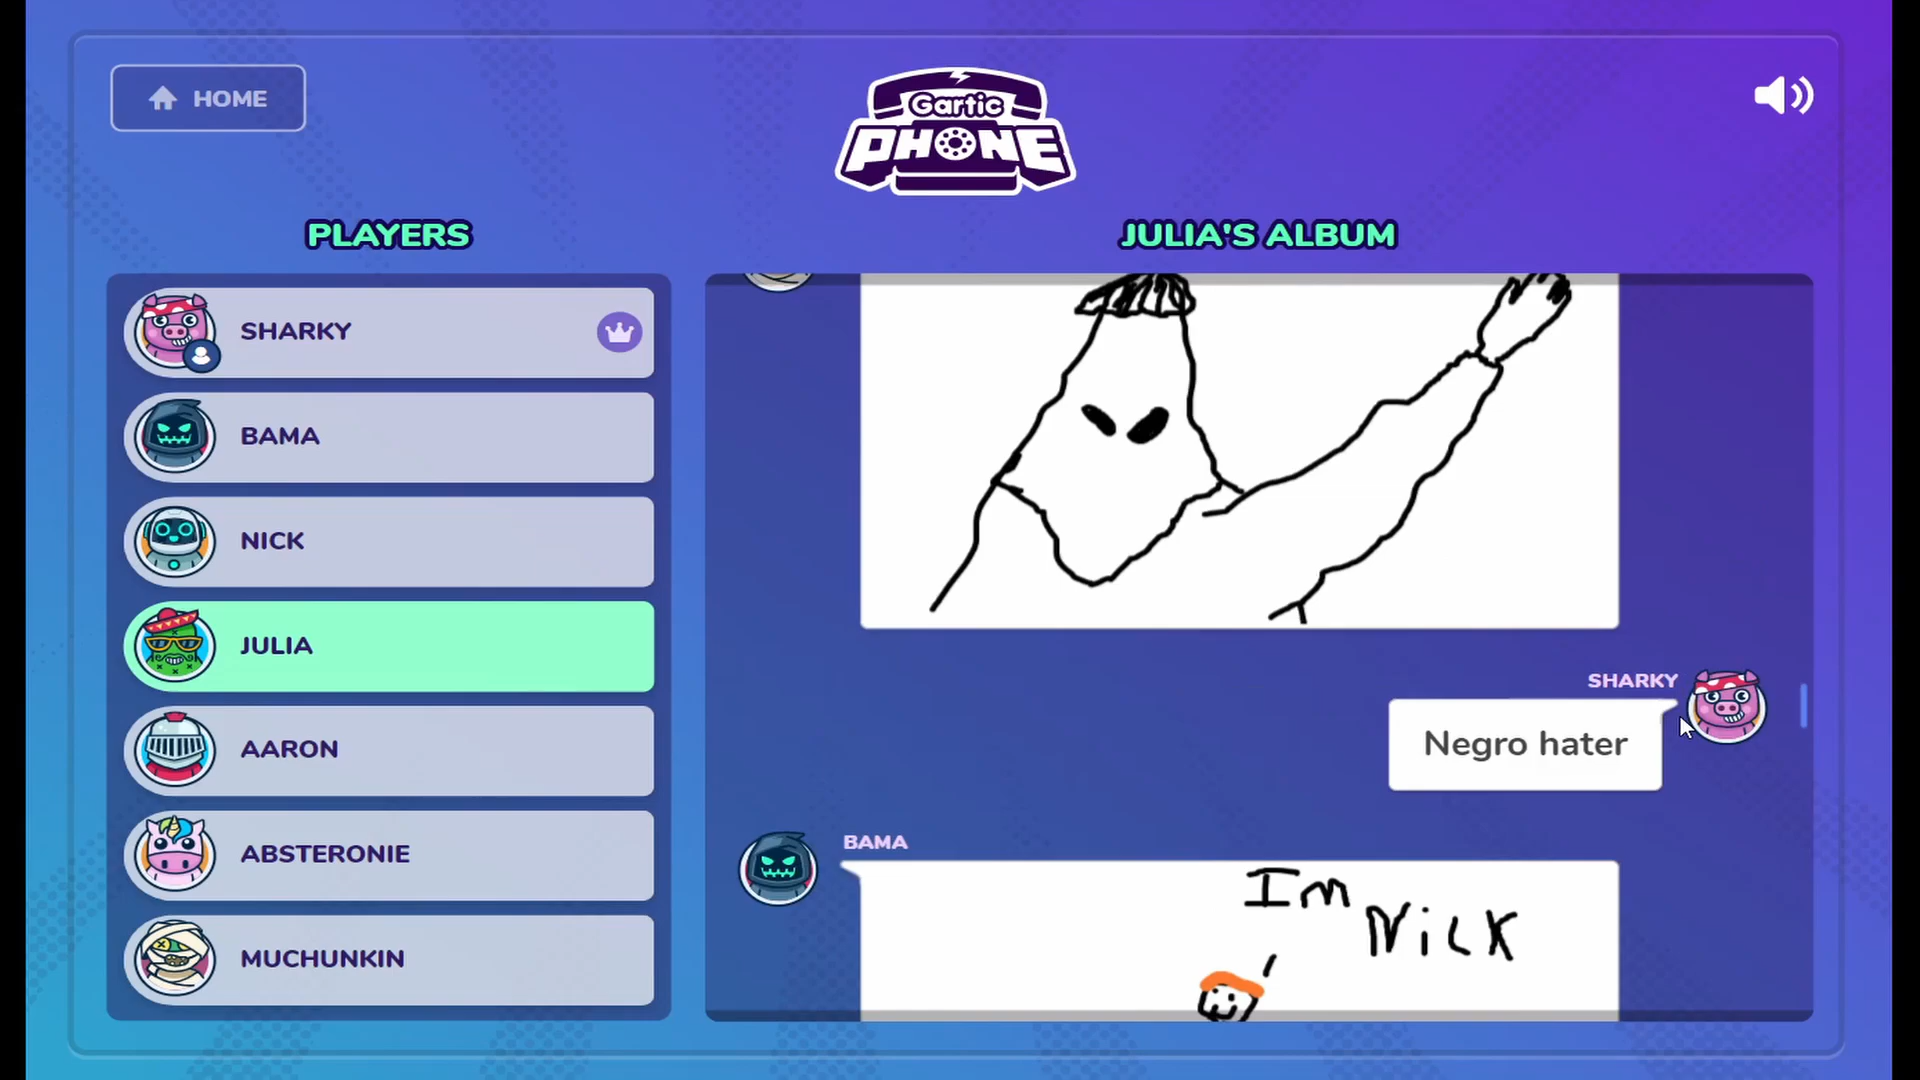 HOME
Gartic
PHONE
PLAYERS
JULIA'S ALBUM
SHARKY
BAMA
NICK
JULIA
AARON
ABSTERONIE
MUCHUNKIN
SHARKY
Negro hater
BAMA
Im
Nick